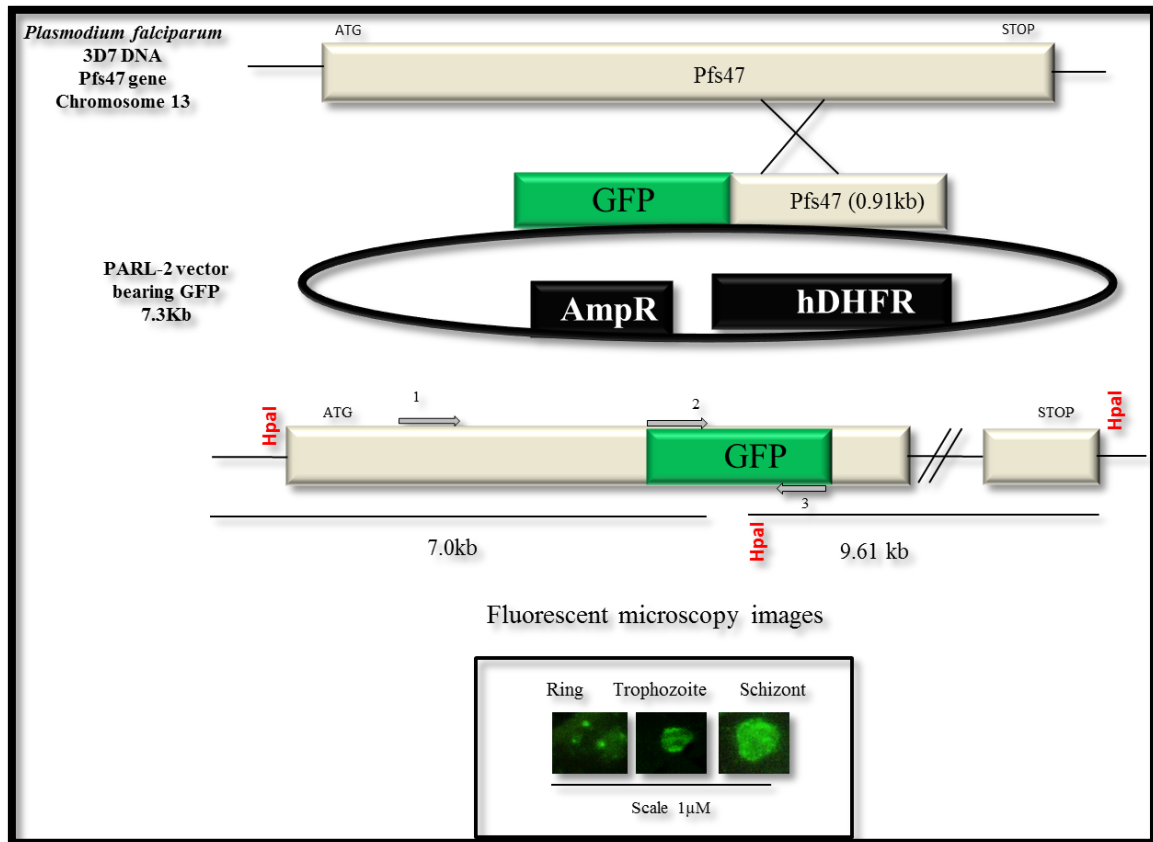 Plasmodium falciparum
3D7 DNA
Pfs47 gene
Chromosome 13
ATG
STOP
Pfs47
GFP
Pfs47 (0.91kb)
PARL-2 vector
bearing GFP
7.3Kb
AmpR
hDHFR
HpaI
ATG
1
2
STOP
HpaI
GFP
3
7.0kb
HpaI
9.61 kb
Fluorescent microscopy images
Ring Trophozoite Schizont
Scale 1µM